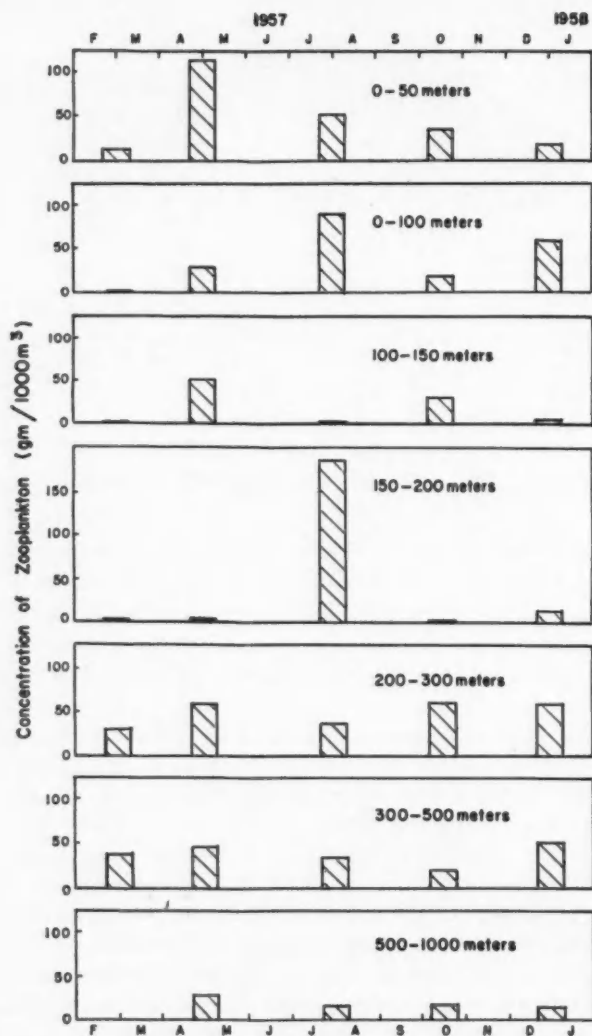 1957 1958
F M A M J J A S O N D J
100
50
0
0-50 meters
100
50
0
0-100 meters
100
50
0
100-150 meters
150
100
50
0
150-200 meters
100
50
0
200-300 meters
100
50
0
300-500 meters
100
50
0
500-1000 meters
F M A M J J A S O N D J
Concentration of Zooplankton (gm/1000m³)